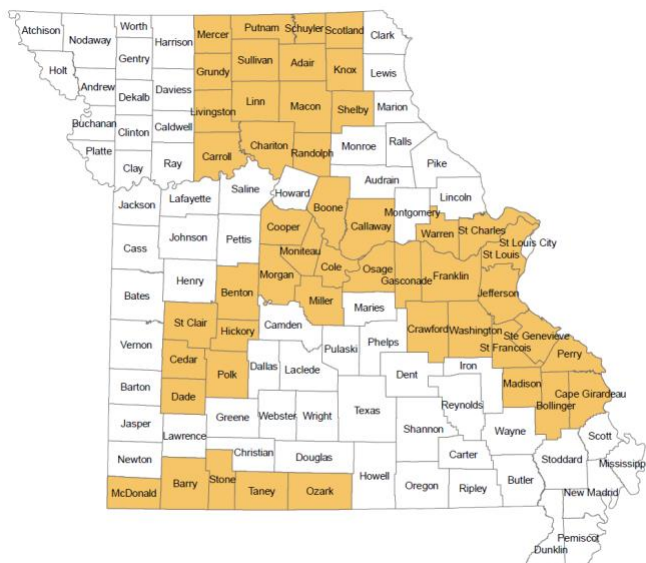 Atchison
Nodaway
Worth
Harrison
Mercer
Putnam
Schuyler
Scotland
Clark
Gentry
Sullivan
Adair
Knox
Lewis
Holt
Andrew
Dekalb
Daviess
Grundy
Linn
Macon
Shelby
Marion
Livingston
Buchanan
Clinton
Caldwell
Chariton
Randolph
Monroe
Ralls
Platte
Clay
Ray
Carroll
Pike
Audrain
Saline
Howard
Boone
Lincoln
Jackson
Lafayette
Montgomery
Callaway
Cooper
Warren
St Charles
St Louis City
Johnson
Pettis
Cass
Moniteau
St Louis
Cole
Osage
Morgan
Gasconade
Franklin
Henry
Benton
Miller
Jefferson
Bates
Maries
St Clair
Hickory
Camden
Crawford
Washington
Ste Genevieve
Vernon
Pulaski
Phelps
St Francois
Perry
Cedar
Polk
Dallas
Laclede
Dent
Iron
Barton
Madison
Cape Girardeau
Dade
Reynolds
Bollinger
Greene
Webster
Wright
Texas
Jasper
Shannon
Wayne
Lawrence
Scott
Christian
Douglas
Carter
Newton
Stoddard
Mississipp
Howell
Barry
Stone
Taney
Ozark
Oregon
Ripley
Butler
McDonald
New Madrid
Pemiscot
Dunklin